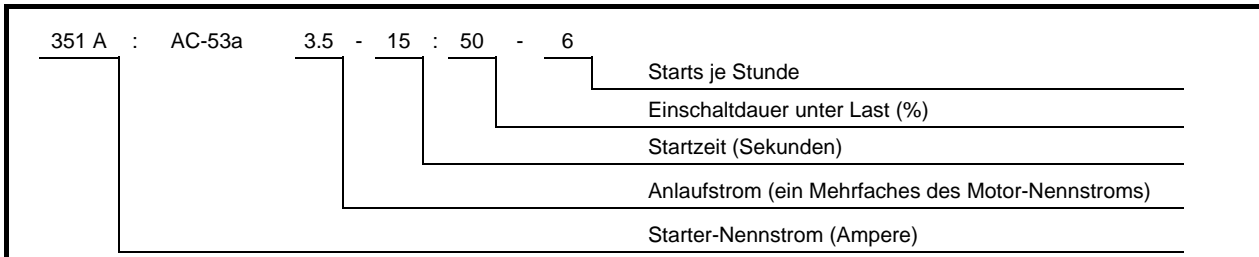 351 A : AC-53a 3.5 - 15 : 50 - 6
Starts je Stunde
Einschaltdauer unter Last (%)
Startzeit (Sekunden)
Anlaufstrom (ein Mehrfaches des Motor-Nennstroms)
Starter-Nennstrom (Ampere)